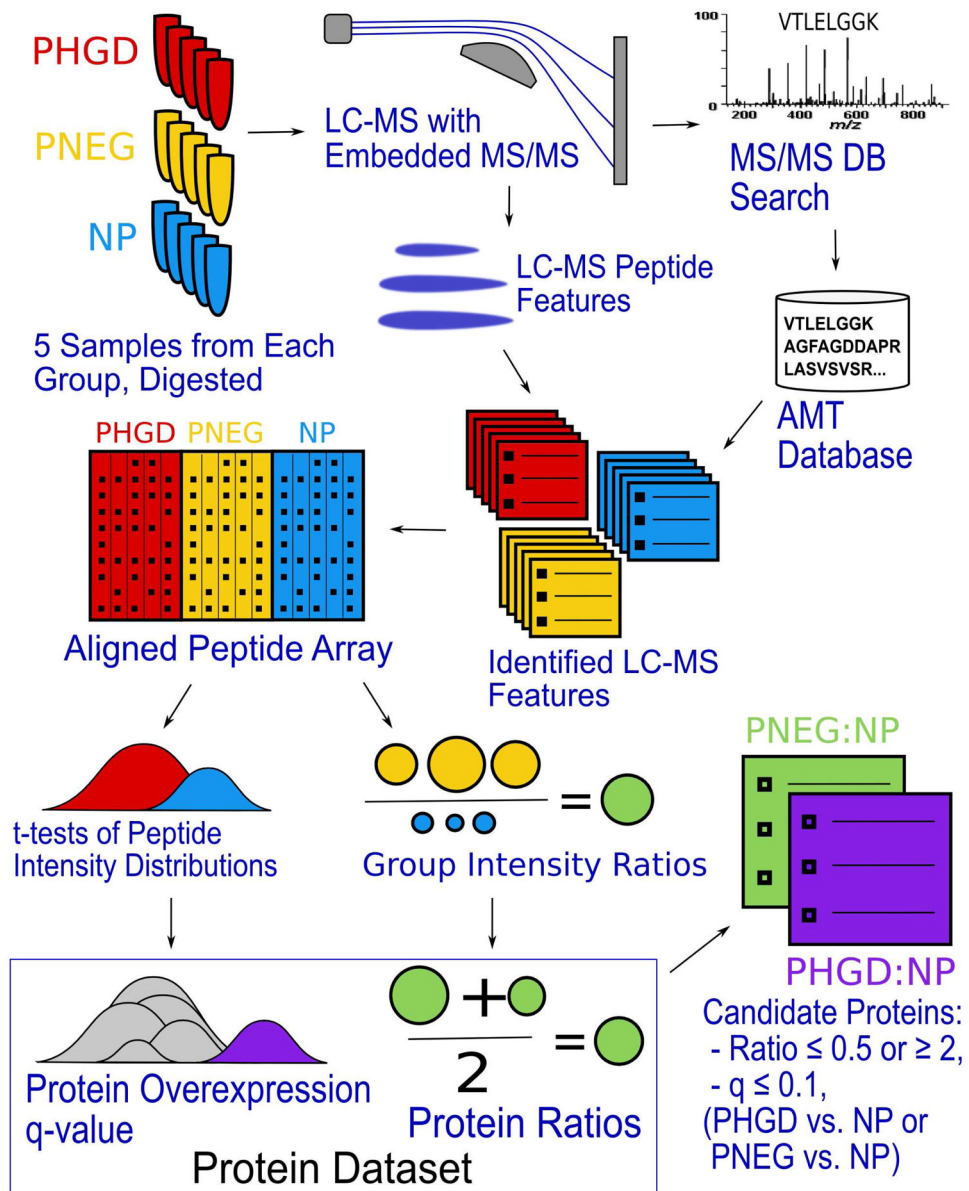 PHGD
PNEG
NP
5 Samples from Each
Group, Digested
LC-MS with
Embedded MS/MS
VTLELGGK
100
0
200 400 600 800
m/z
MS/MS DB
Search
LC-MS Peptide
Features
VTLELGGK
AGFAGDDAPR
LASVSVSR...
AMT
Database
PHGD PNEG NP
Aligned Peptide Array
Identified LC-MS
Features
t-tests of Peptide
Intensity Distributions
=
Group Intensity Ratios
PNEG:NP
PHGD:NP
Candidate Proteins:
- Ratio ≤ 0.5 or ≥ 2,
- q ≤ 0.1,
(PHGD vs. NP or
PNEG vs. NP)
Protein Overexpression
q-value
+
2
=
Protein Ratios
Protein Dataset